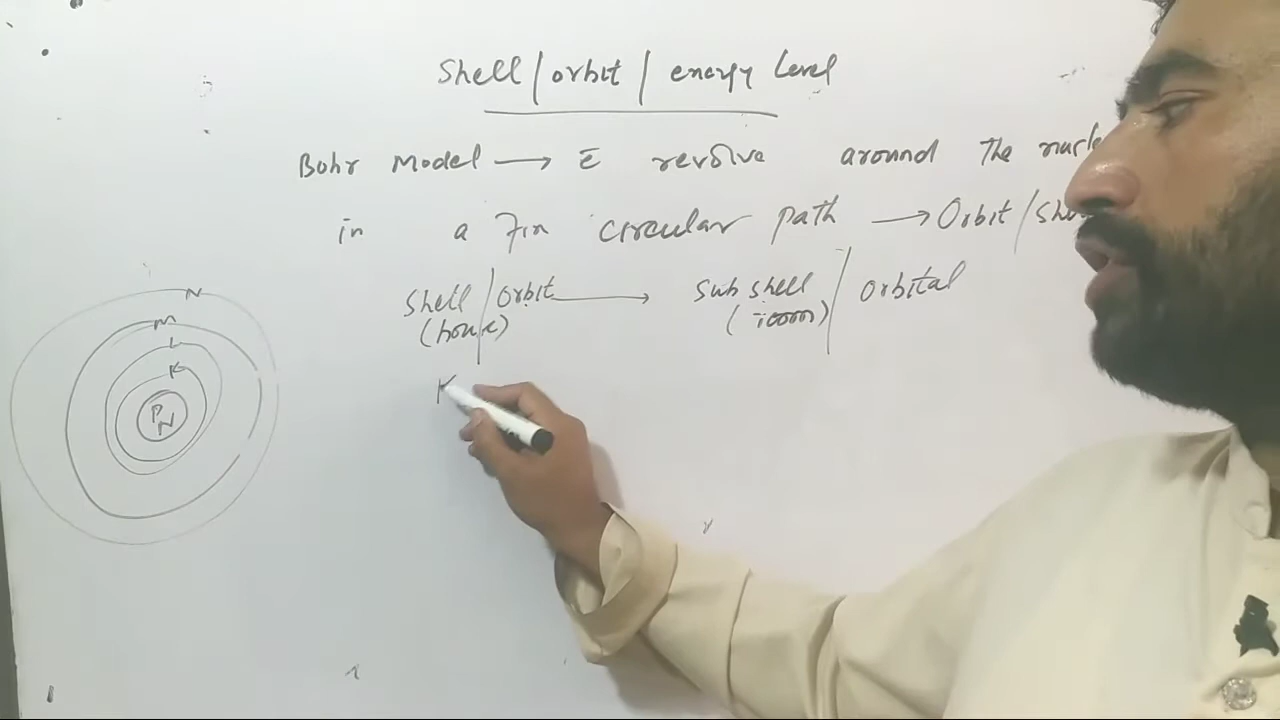 Shell / orbit / energy Level
Bohr Model → ē revolve around The nucle
in a Fix circular path → Orbit / She
Shell / Orbit → Sub shell / Orbital
(house) (room)
K
N
M
L
K
P
N